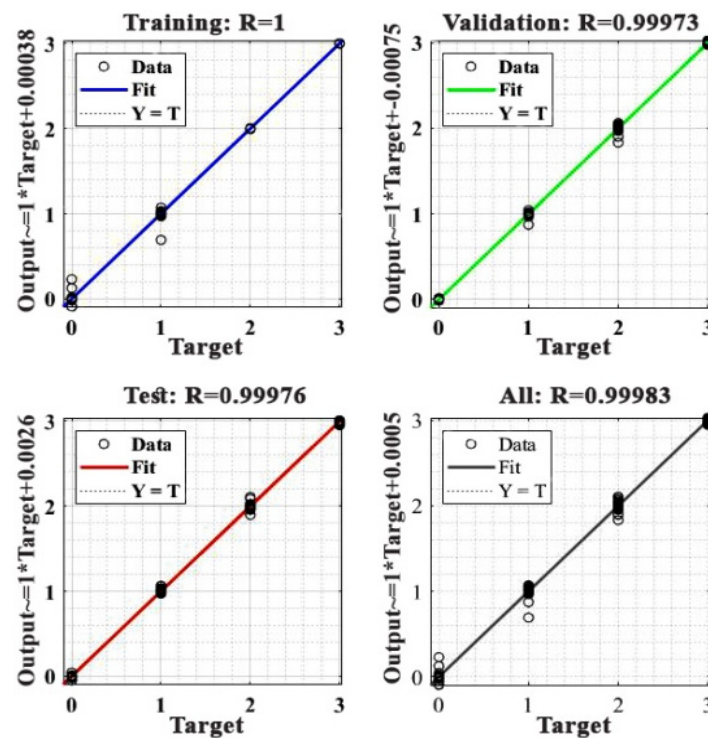 Training: R=1
Output~=1*Target+0.00038
3
2
1
0
Data
Fit
Y = T
0 1 2 3
Target
Validation: R=0.99973
Output~=1*Target+-0.00075
3
2
1
0
Data
Fit
Y = T
0 1 2 3
Target
Test: R=0.99976
Output~=1*Target+0.0026
3
2
1
0
Data
Fit
Y = T
0 1 2 3
Target
All: R=0.99983
Output~=1*Target+0.0005
3
2
1
0
Data
Fit
Y = T
0 1 2 3
Target